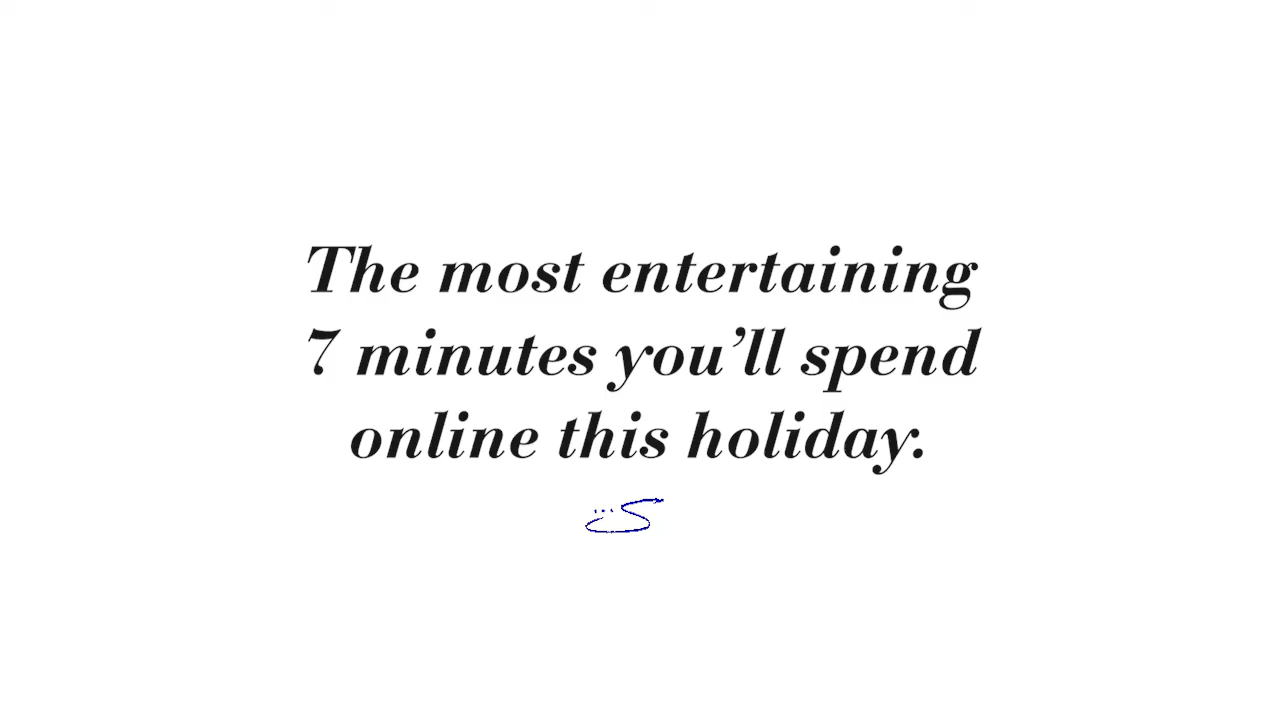 The most entertaining
7 minutes you’ll spend
online this holiday.